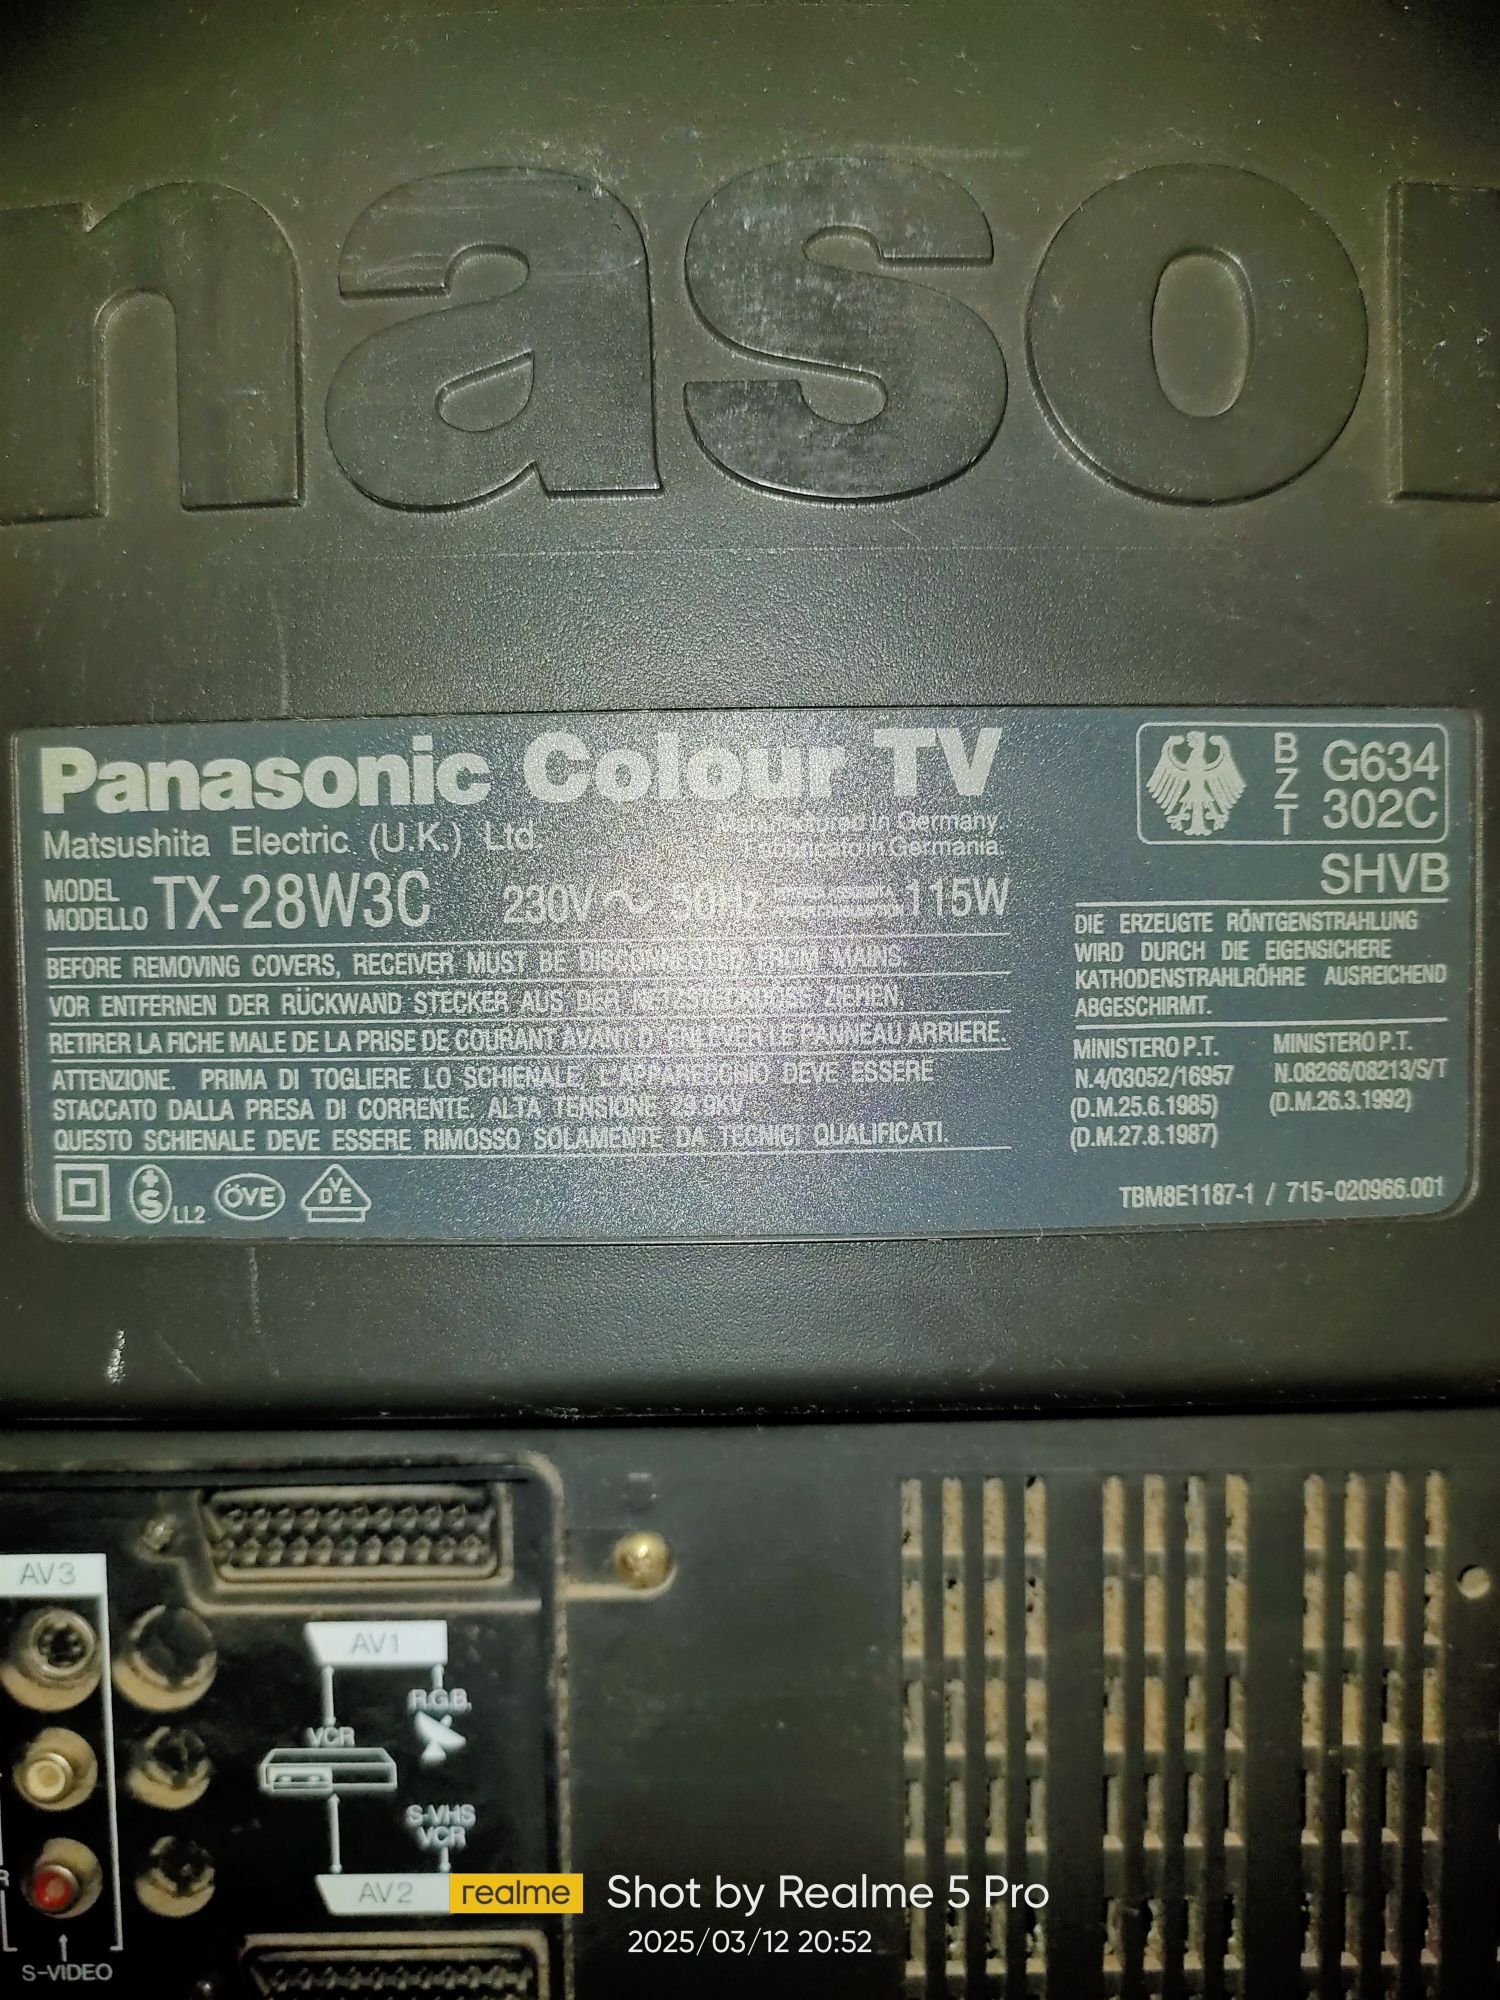 nason
Panasonic Colour TV
Matsushita Electric (U.K.) Ltd.
Manufactured in Germany.
Fabbricato in Germania.
MODEL
MODELLO TX-28W3C 230V ~ 50Hz 115W
BEFORE REMOVING COVERS, RECEIVER MUST BE DISCONNECTED FROM MAINS.
VOR ENTFERNEN DER RÜCKWAND STECKER AUS DER NETZSTECKDOSE ZIEHEN.
RETIRER LA FICHE MALE DE LA PRISE DE COURANT AVANT D'ENLEVER LE PANNEAU ARRIERE.
ATTENZIONE. PRIMA DI TOGLIERE LO SCHIENALE, L'APPARECCHIO DEVE ESSERE
STACCATO DALLA PRESA DI CORRENTE. ALTA TENSIONE 29.9KV
QUESTO SCHIENALE DEVE ESSERE RIMOSSO SOLAMENTE DA TECNICI QUALIFICATI.
S LL2 ÖVE DVE
BZT G634
302C
SHVB
DIE ERZEUGTE RÖNTGENSTRAHLUNG
WIRD DURCH DIE EIGENSICHERE
KATHODENSTRAHLRÖHRE AUSREICHEND
ABGESCHIRMT.
MINISTERO P.T.
N.4/03052/16957
(D.M.25.6.1985)
(D.M.27.8.1987)
MINISTERO P.T.
N.08266/08213/S/T
(D.M.26.3.1992)
TBM8E1187-1 / 715-020966.001
AV3
AV1
R.G.B.
VCR
S-VHS
VCR
AV2
R
S-VIDEO
realme Shot by Realme 5 Pro
2025/03/12 20:52